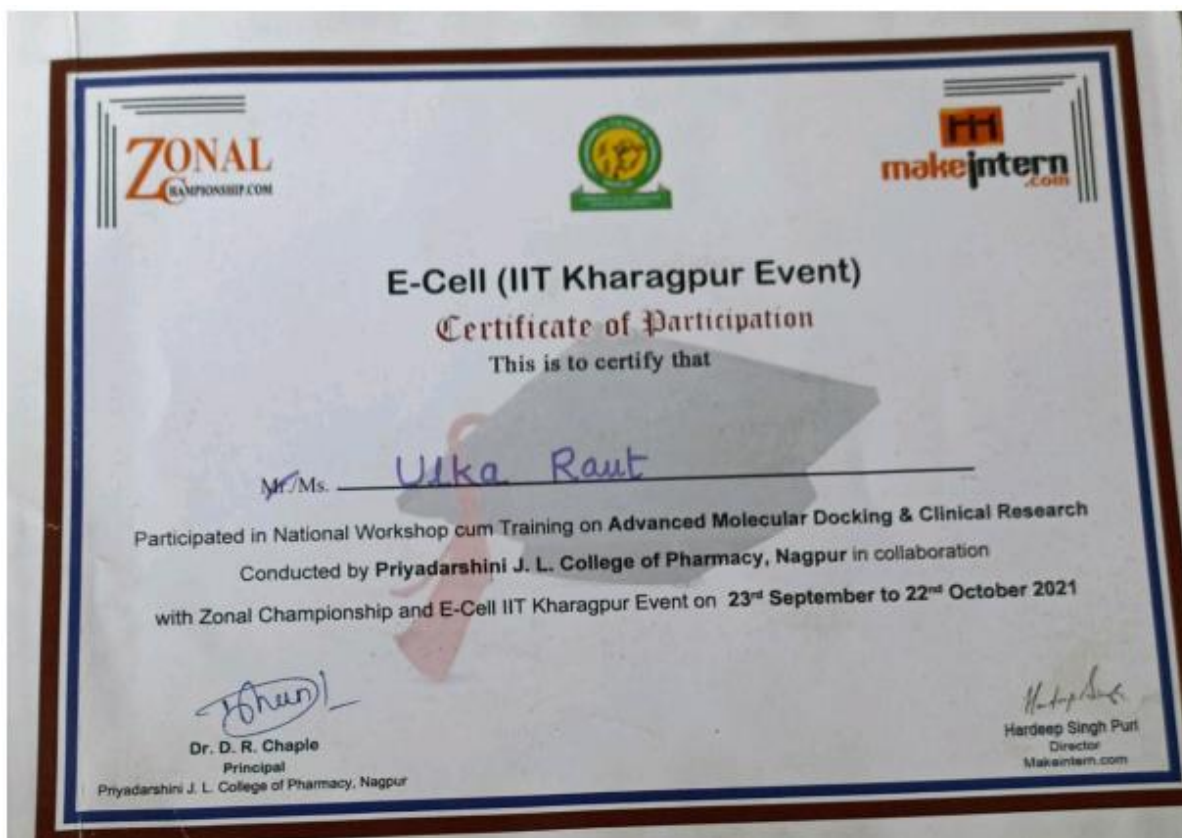 ZONAL
CHAMPIONSHIP.COM
makeintern
.com
E-Cell (IIT Kharagpur Event)
Certificate of Participation
This is to certify that
Mr./Ms. Ulka Raut
Participated in National Workshop cum Training on Advanced Molecular Docking & Clinical Research
Conducted by Priyadarshini J. L. College of Pharmacy, Nagpur in collaboration
with Zonal Championship and E-Cell IIT Kharagpur Event on 23rd September to 22nd October 2021
Dr. D. R. Chaple
Principal
Priyadarshini J. L. College of Pharmacy, Nagpur
Hardeep Singh Puri
Director
Makeintern.com